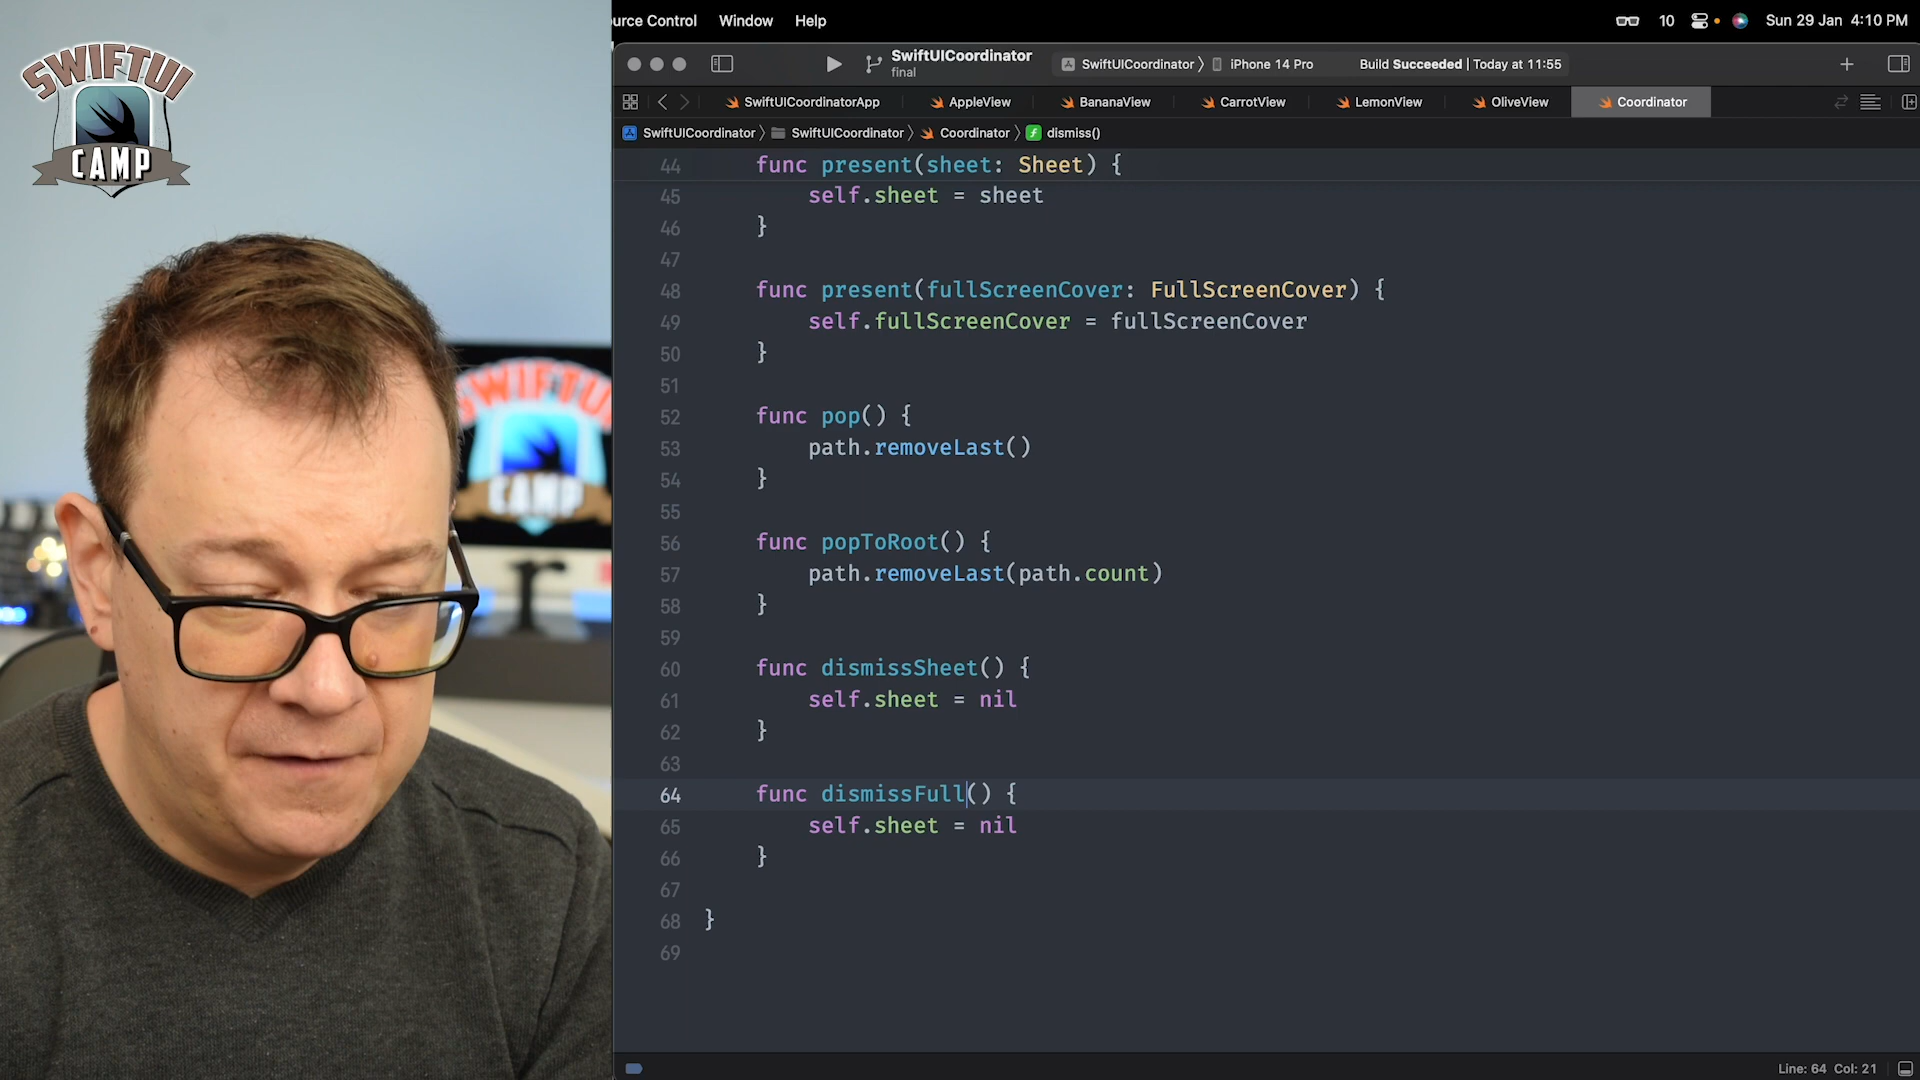 SWIFTUI
CAMP
SWIFTUI
CAMP
urce Control Window Help
10 Sun 29 Jan 4:10 PM
SwiftUICoordinator
final
SwiftUICoordinator 〉 iPhone 14 Pro
Build Succeeded | Today at 11:55
SwiftUICoordinatorApp AppleView BananaView CarrotView LemonView OliveView Coordinator
SwiftUICoordinator 〉 SwiftUICoordinator 〉 Coordinator 〉 f dismiss()
44 func present(sheet: Sheet) {
45 self.sheet = sheet
46 }
47
48 func present(fullScreenCover: FullScreenCover) {
49 self.fullScreenCover = fullScreenCover
50 }
51
52 func pop() {
53 path.removeLast()
54 }
55
56 func popToRoot() {
57 path.removeLast(path.count)
58 }
59
60 func dismissSheet() {
61 self.sheet = nil
62 }
63
64 func dismissFull() {
65 self.sheet = nil
66 }
67
68 }
69
Line: 64 Col: 21